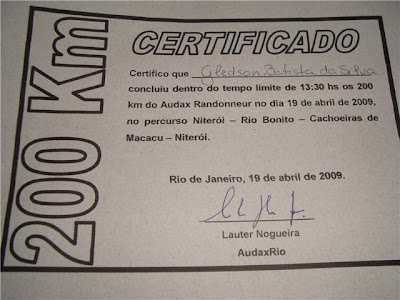 200 Km
CERTIFICADO
Certifico que Gledson Batista da Silva
concluiu dentro do tempo limite de 13:30 hs os 200
km do Audax Randonneur no dia 19 de abril de 2009,
no percurso Niterói – Rio Bonito – Cachoeiras de
Macacu – Niterói.
Rio de Janeiro, 19 de abril de 2009.
Lauter Nogueira
AudaxRio